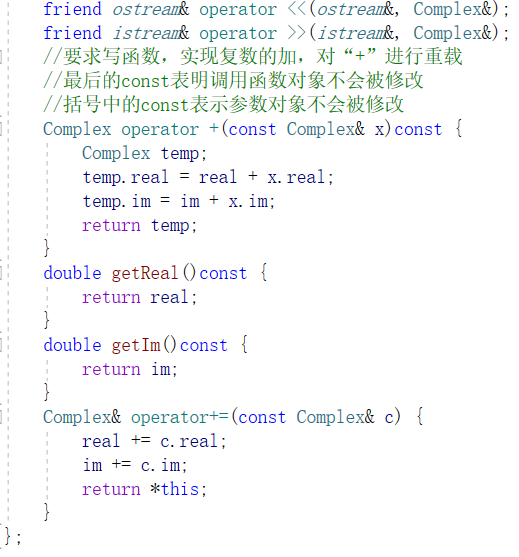 friend ostream& operator <<(ostream&, Complex&);
friend istream& operator >>(istream&, Complex&);
//要求写函数，实现复数的加，对“+”进行重载
//最后的const表明调用函数对象不会被修改
//括号中的const表示参数对象不会被修改
Complex operator +(const Complex& x)const {
Complex temp;
temp.real = real + x.real;
temp.im = im + x.im;
return temp;
}
double getReal()const {
return real;
}
double getIm()const {
return im;
}
Complex& operator+=(const Complex& c) {
real += c.real;
im += c.im;
return *this;
}
};